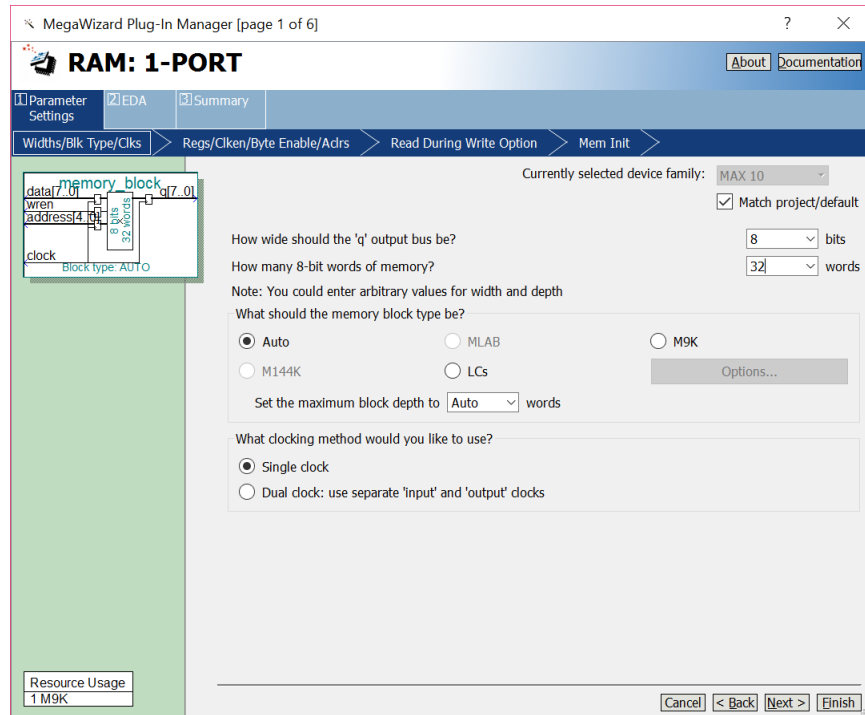 MegaWizard Plug-In Manager [page 1 of 6]
RAM: 1-PORT
About Documentation
1 Parameter Settings
2 EDA
3 Summary
Widths/Blk Type/Clks
Regs/Clken/Byte Enable/Aclrs
Read During Write Option
Mem Init
memory_block
data[7..0]
q[7..0]
wren
address[4..0]
8 bits
32 words
clock
Block type: AUTO
Currently selected device family: MAX 10
Match project/default
How wide should the 'q' output bus be? 8 bits
How many 8-bit words of memory? 32 words
Note: You could enter arbitrary values for width and depth
What should the memory block type be?
Auto MLAB M9K
M144K LCs Options...
Set the maximum block depth to Auto words
What clocking method would you like to use?
Single clock
Dual clock: use separate 'input' and 'output' clocks
Resource Usage
1 M9K
Cancel < Back Next > Finish